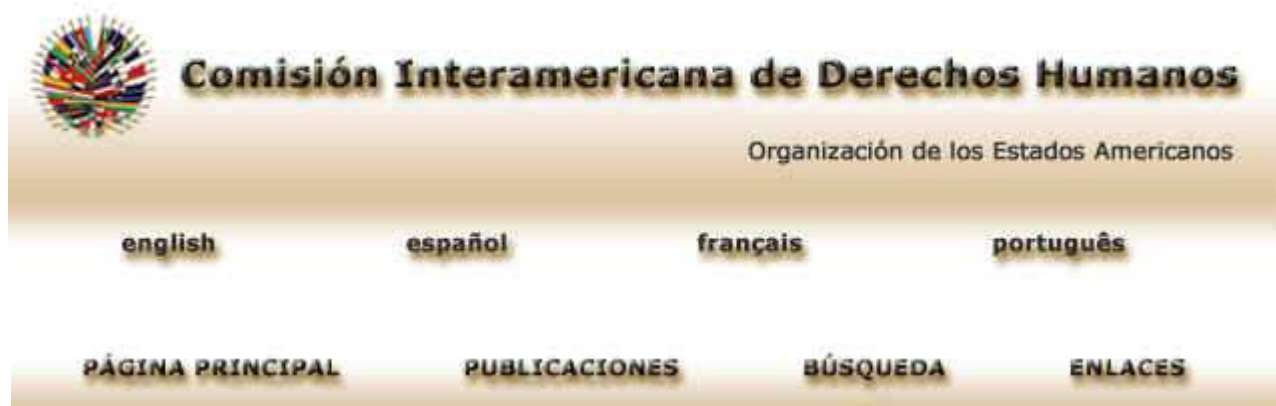 Comisión Interamericana de Derechos Humanos
Organización de los Estados Americanos
english español français português
PÁGINA PRINCIPAL PUBLICACIONES BÚSQUEDA ENLACES